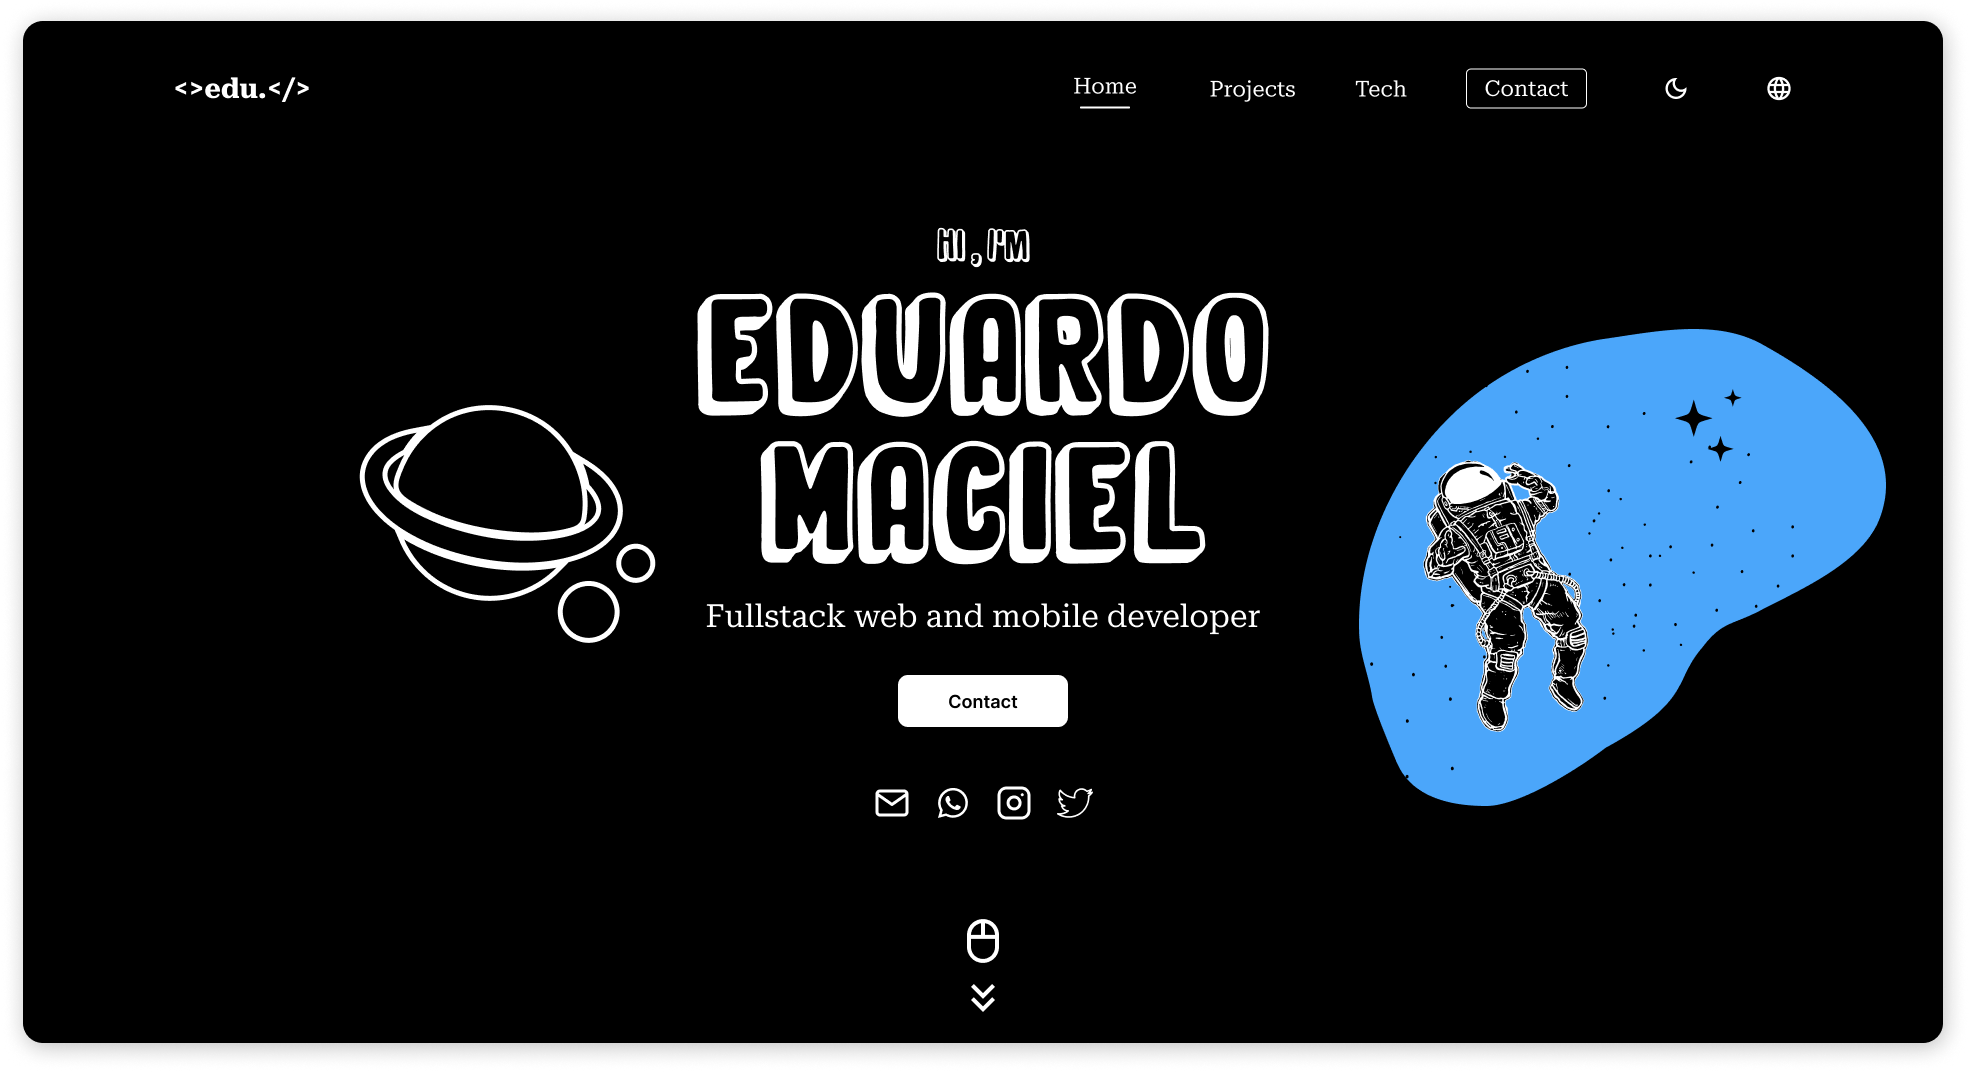 <>edu.</>
Home
Projects
Tech
Contact
HI, I'M
EDUARDO
MACIEL
Fullstack web and mobile developer
Contact